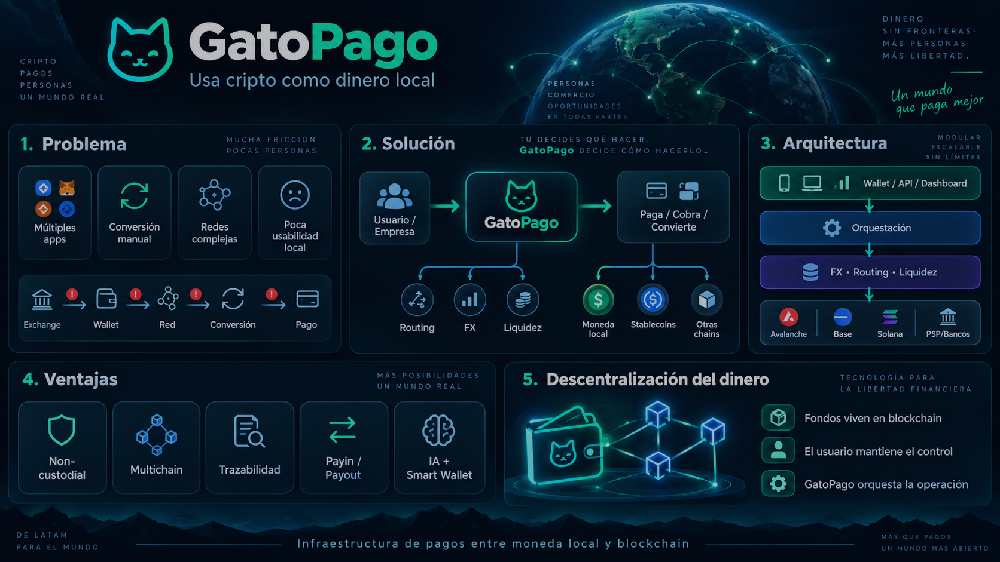 CRIPTO
PAGOS
PERSONAS
UN MUNDO REAL
GatoPago
Usa cripto como dinero local
PERSONAS
COMERCIO
OPORTUNIDADES
EN TODAS PARTES
DINERO
SIN FRONTERAS
MÁS PERSONAS
MÁS LIBERTAD.
Un mundo
que paga mejor
1. Problema
MUCHA FRICCIÓN
POCAS PERSONAS
Múltiples
apps
Conversión
manual
Redes
complejas
Poca
usabilidad
local
Exchange
Wallet
Red
Conversión
Pago
2. Solución
TÚ DECIDES QUÉ HACER.
GatoPago DECIDE CÓMO HACERLO.
Usuario /
Empresa
GatoPago
Paga / Cobra /
Convierte
Routing
FX
Liquidez
Moneda
local
Stablecoins
Otras
chains
3. Arquitectura
MODULAR
ESCALABLE
SIN LÍMITES
Wallet / API / Dashboard
Orquestación
FX • Routing • Liquidez
Avalanche
Base
Solana
PSP/Bancos
4. Ventajas
MÁS POSIBILIDADES
UN MUNDO REAL
Non-
custodial
Multichain
Trazabilidad
Payin /
Payout
IA +
Smart Wallet
5. Descentralización del dinero
TECNOLOGÍA PARA
LA LIBERTAD FINANCIERA
Fondos viven en blockchain
El usuario mantiene el control
GatoPago orquesta la operación
DE LATAM
PARA EL MUNDO
Infraestructura de pagos entre moneda local y blockchain
MÁS QUE PAGOS
UN MUNDO MÁS ABIERTO